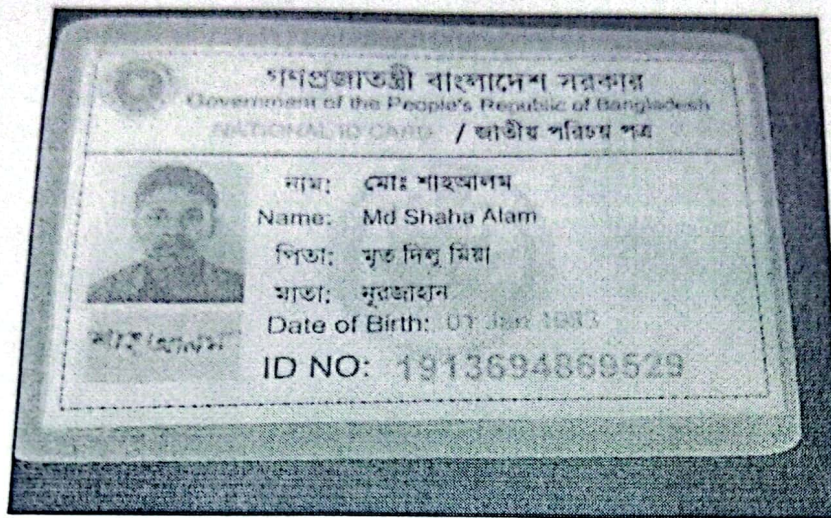 গণপ্রজাতন্ত্রী বাংলাদেশ সরকার
Government of the People's Republic of Bangladesh
NATIONAL ID CARD / জাতীয় পরিচয় পত্র
নাম: মোঃ শাহআলম
Name: Md Shaha Alam
পিতা: মৃত দিলু মিয়া
মাতা: নূরজাহান
Date of Birth: 01 Jan
শাহ আলম
ID NO: 1913694869529